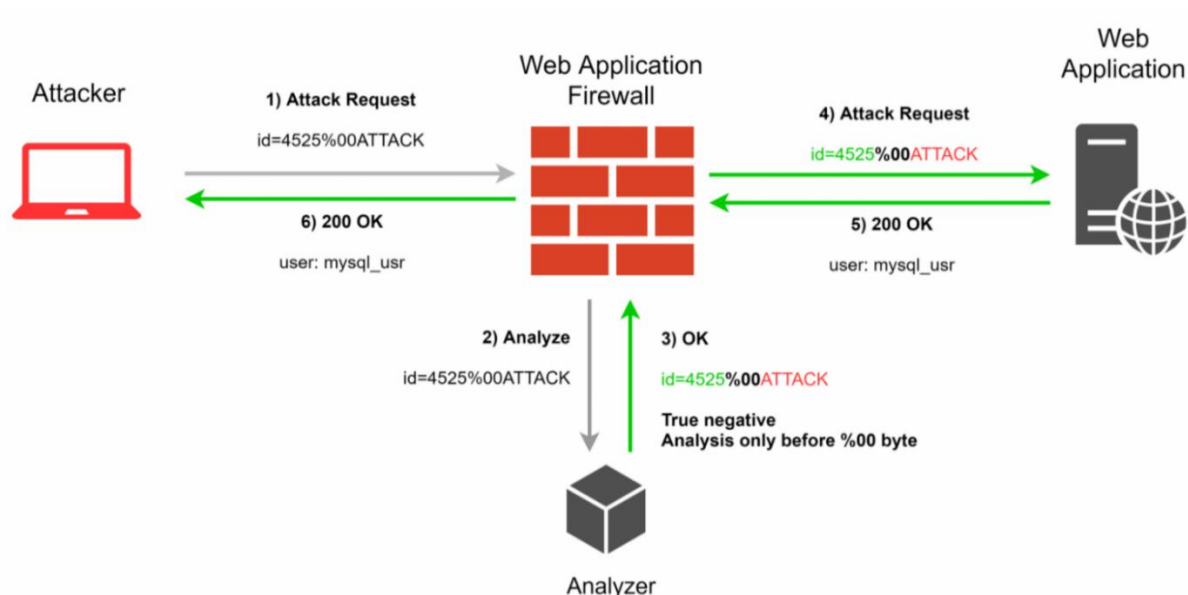 Attacker
1) Attack Request
id=4525%00ATTACK
6) 200 OK
user: mysql_usr
Web Application
Firewall
4) Attack Request
id=4525%00ATTACK
5) 200 OK
user: mysql_usr
Web
Application
2) Analyze
id=4525%00ATTACK
3) OK
id=4525%00ATTACK
True negative
Analysis only before %00 byte
Analyzer